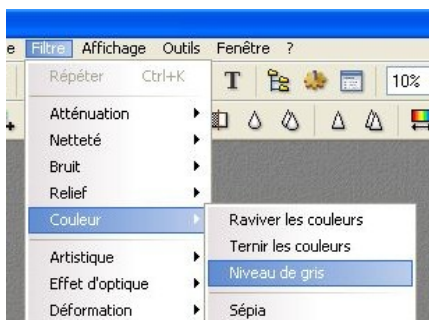 e Filtre Affichage Outils Fenêtre ?
Répéter Ctrl+K
T 10%
Atténuation
Netteté
Bruit
Relief
Couleur
Raviver les couleurs
Ternir les couleurs
Niveau de gris
Sépia
Artistique
Effet d'optique
Déformation